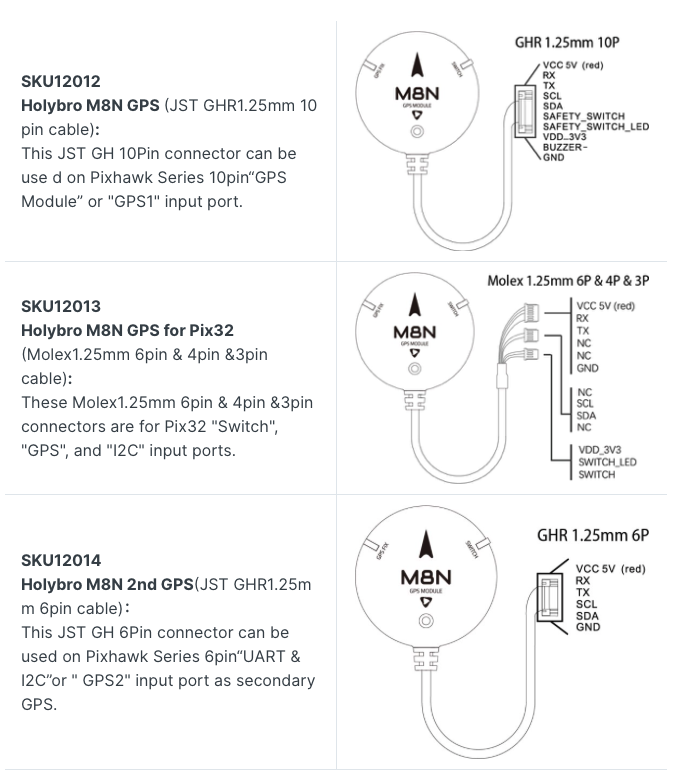 SKU12012
Holybro M8N GPS (JST GHR1.25mm 10
pin cable):
This JST GH 10Pin connector can be
use d on Pixhawk Series 10pin“GPS
Module” or "GPS1" input port.
GHR 1.25mm 10P
GPS FIX
SWITCH
M8N
GPS MODULE
VCC 5V (red)
RX
TX
SCL
SDA
SAFETY_SWITCH
SAFETY_SWITCH_LED
VDD_3V3
BUZZER-
GND
SKU12013
Holybro M8N GPS for Pix32
(Molex1.25mm 6pin & 4pin &3pin
cable):
These Molex1.25mm 6pin & 4pin &3pin
connectors are for Pix32 "Switch",
"GPS", and "I2C" input ports.
Molex 1.25mm 6P & 4P & 3P
GPS FIX
SWITCH
M8N
GPS MODULE
VCC 5V (red)
RX
TX
NC
NC
GND
NC
SCL
SDA
NC
VDD_3V3
SWITCH_LED
SWITCH
SKU12014
Holybro M8N 2nd GPS(JST GHR1.25m
m 6pin cable):
This JST GH 6Pin connector can be
used on Pixhawk Series 6pin“UART &
I2C”or " GPS2" input port as secondary
GPS.
GHR 1.25mm 6P
GPS FIX
SWITCH
M8N
GPS MODULE
VCC 5V (red)
RX
TX
SCL
SDA
GND